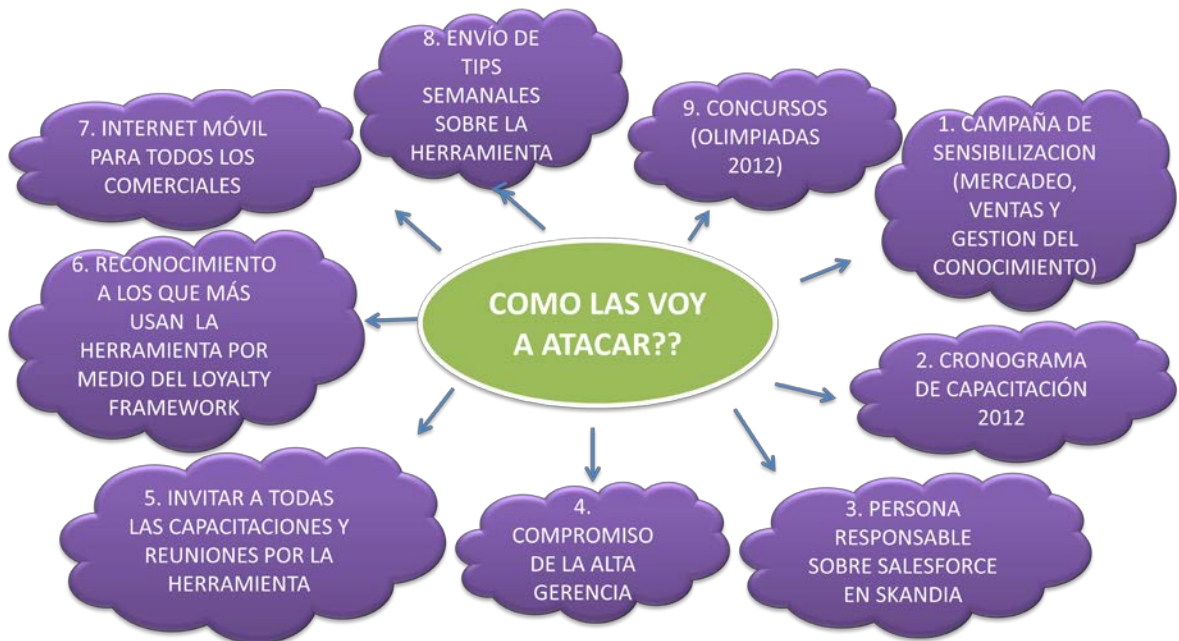 COMO LAS VOY
A ATACAR??
1. CAMPAÑA DE
SENSIBILIZACION
(MERCADEO,
VENTAS Y
GESTION DEL
CONOCIMIENTO)
2. CRONOGRAMA
DE CAPACITACIÓN
2012
3. PERSONA
RESPONSABLE
SOBRE SALESFORCE
EN SKANDIA
4.
COMPROMISO
DE LA ALTA
GERENCIA
5. INVITAR A TODAS
LAS CAPACITACIONES Y
REUNIONES POR LA
HERRAMIENTA
6. RECONOCIMIENTO
A LOS QUE MÁS
USAN LA
HERRAMIENTA POR
MEDIO DEL LOYALTY
FRAMEWORK
7. INTERNET MÓVIL
PARA TODOS LOS
COMERCIALES
8. ENVÍO DE
TIPS
SEMANALES
SOBRE LA
HERRAMIENTA
9. CONCURSOS
(OLIMPIADAS
2012)